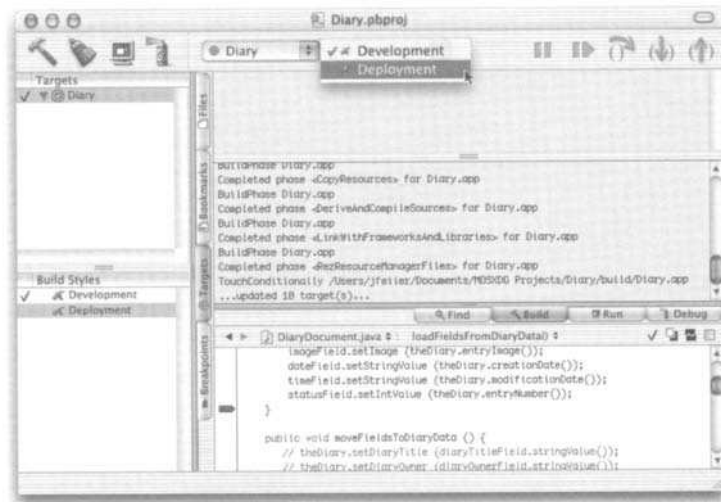 Diary.pbproj
Diary
Development
Deployment
Targets
Diary
Files
Bookmarks
Targets
Breakpoints
BuildPhase Diary.app
Completed phase <CopyResources> for Diary.app
BuildPhase Diary.app
Completed phase <DeriveAndCompileSources> for Diary.app
BuildPhase Diary.app
Completed phase <LinkWithFrameworksAndLibraries> for Diary.app
BuildPhase Diary.app
Completed phase <RezResourceManagerFiles> for Diary.app
TouchConditionally /Users/jfeiler/Documents/MOSXDG Projects/Diary/build/Diary.app
...updated 10 target(s)...
Build Styles
Development
Deployment
Find
Build
Run
Debug
DiaryDocument.java
loadFieldsFromDiaryData()
imageField.setImage (theDiary.entryImage());
dateField.setStringValue (theDiary.creationDate());
timeField.setStringValue (theDiary.modificationDate());
statusField.setIntValue (theDiary.entryNumber());
}
public void moveFieldsToDiaryData () {
// theDiary.setDiaryTitle (diaryTitleField.stringValue());
// theDiary.setDiaryOwner (diaryOwnerField.stringValue());